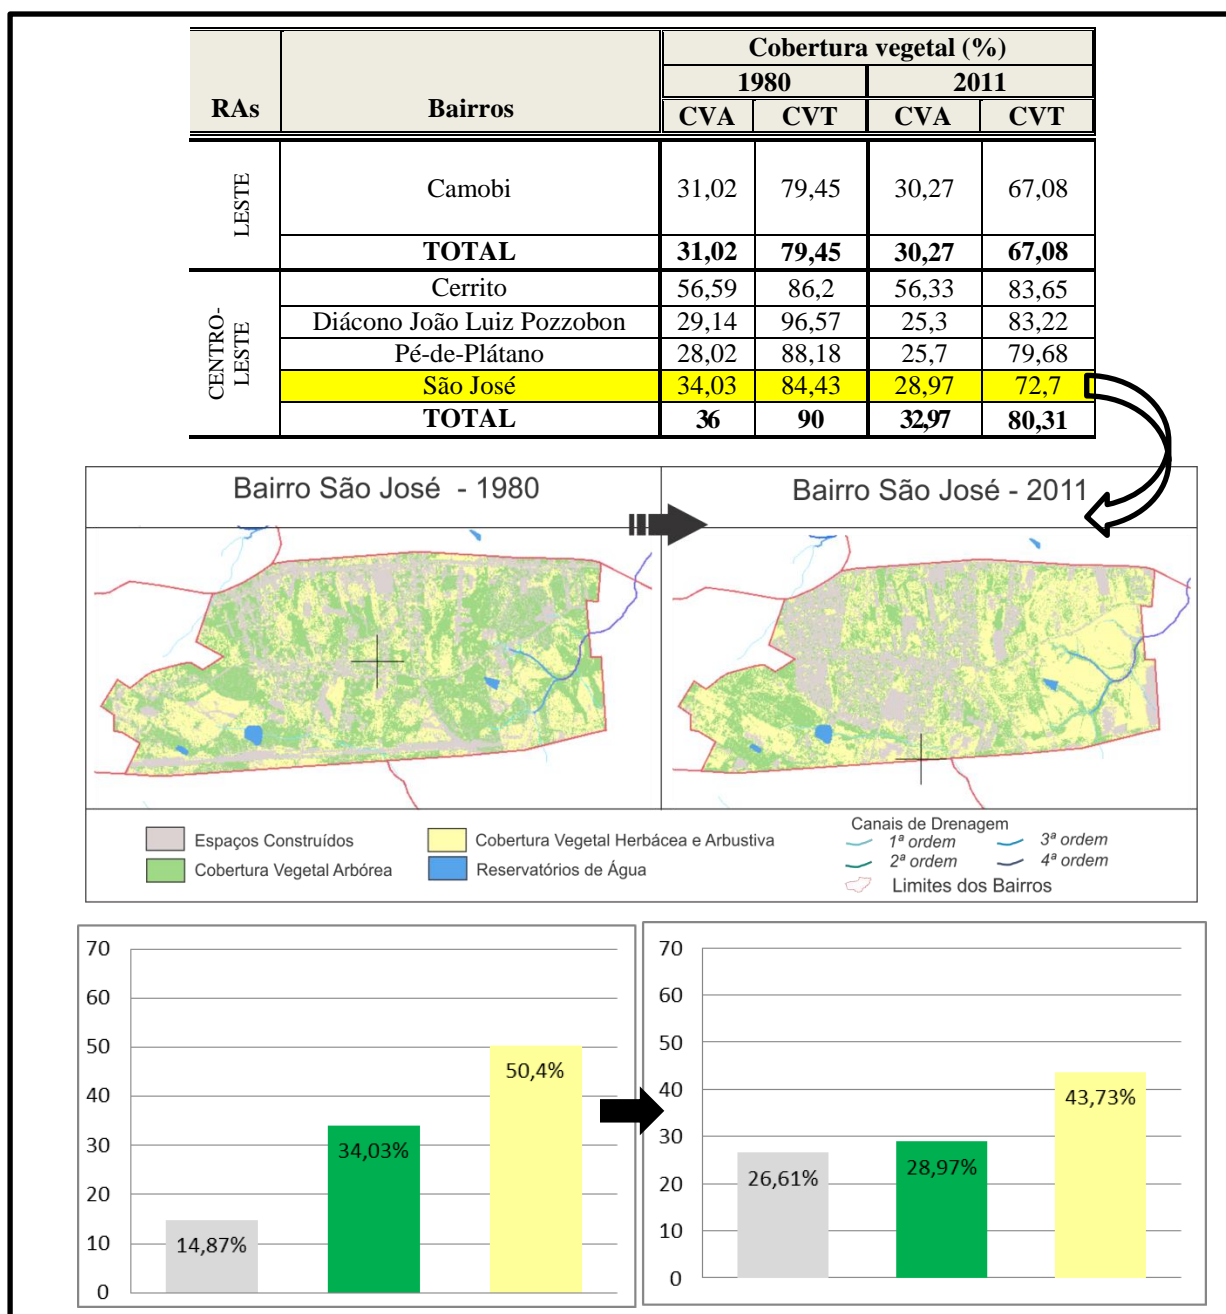 Cobertura vegetal (%)
1980 2011
RAs Bairros CVA CVT CVA CVT
LESTE
Camobi 31,02 79,45 30,27 67,08
TOTAL 31,02 79,45 30,27 67,08
CENTRO-
LESTE
Cerrito 56,59 86,2 56,33 83,65
Diácono João Luiz Pozzobon 29,14 96,57 25,3 83,22
Pé-de-Plátano 28,02 88,18 25,7 79,68
São José 34,03 84,43 28,97 72,7
TOTAL 36 90 32,97 80,31
Bairro São José - 1980
Bairro São José - 2011
Espaços Construídos
Cobertura Vegetal Arbórea
Cobertura Vegetal Herbácea e Arbustiva
Reservatórios de Água
Canais de Drenagem
1ª ordem 3ª ordem
2ª ordem 4ª ordem
Limites dos Bairros
70
60
50
40
30
20
10
0
14,87%
34,03%
50,4%
70
60
50
40
30
20
10
0
26,61%
28,97%
43,73%